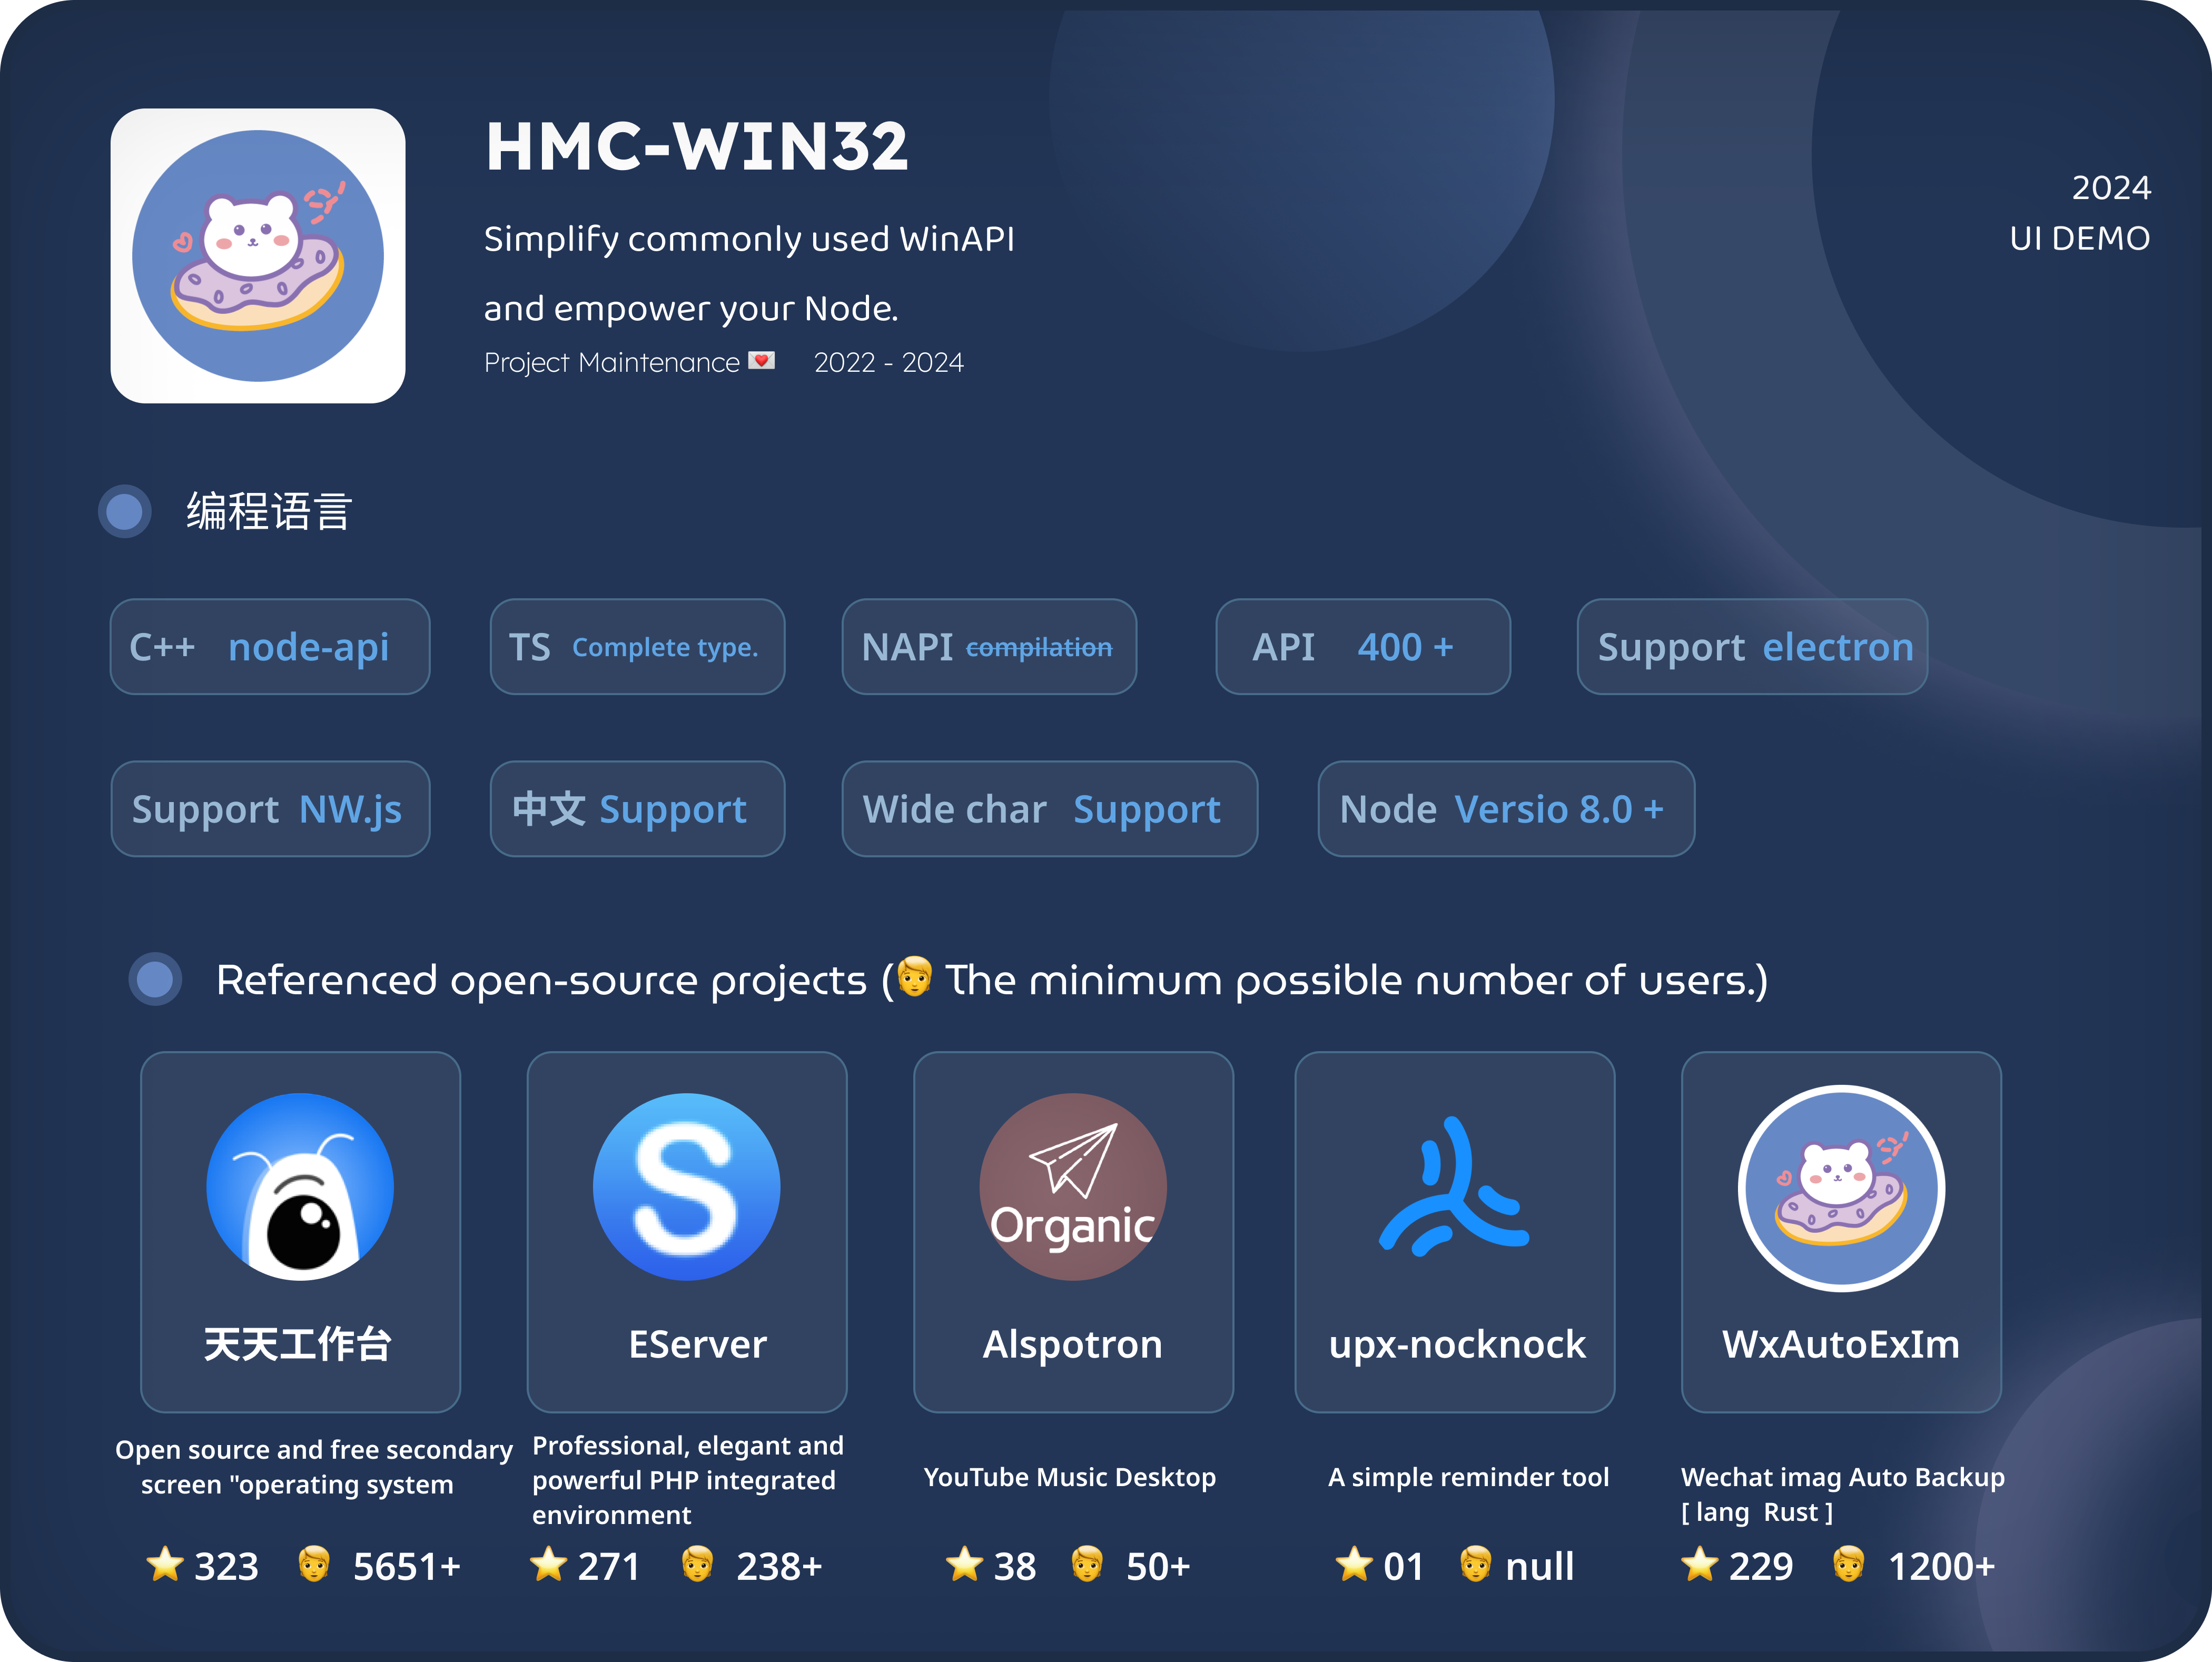 HMC-WIN32
Simplify commonly used WinAPI
and empower your Node.
Project Maintenance 💌 2022 - 2024
2024
UI DEMO
编程语言
C++ node-api
TS Complete type.
NAPI compilation
API 400 +
Support electron
Support NW.js
中文 Support
Wide char Support
Node Versio 8.0 +
Referenced open-source projects (🧑 The minimum possible number of users.)
天天工作台
Open source and free secondary
screen "operating system
⭐ 323 🧑 5651+
EServer
Professional, elegant and
powerful PHP integrated
environment
⭐ 271 🧑 238+
Organic
Alspotron
YouTube Music Desktop
⭐ 38 🧑 50+
upx-nocknock
A simple reminder tool
⭐ 01 🧑 null
WxAutoExIm
Wechat imag Auto Backup
[ lang Rust ]
⭐ 229 🧑 1200+